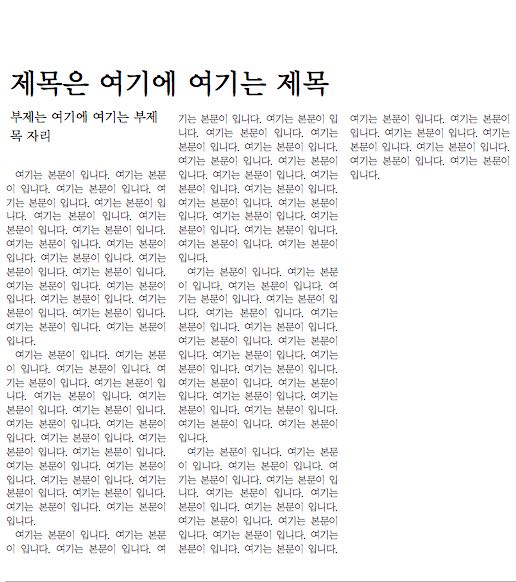 제목은 여기에 여기는 제목
부제는 여기에 여기는 부제
목 자리
여기는 본문이 입니다. 여기는 본문
이 입니다. 여기는 본문이 입니다. 여
기는 본문이 입니다. 여기는 본문이 입
니다. 여기는 본문이 입니다. 여기는
본문이 입니다. 여기는 본문이 입니다.
여기는 본문이 입니다. 여기는 본문이
입니다. 여기는 본문이 입니다. 여기는
본문이 입니다. 여기는 본문이 입니다.
여기는 본문이 입니다. 여기는 본문이
입니다. 여기는 본문이 입니다. 여기는
본문이 입니다. 여기는 본문이 입니다.
여기는 본문이 입니다. 여기는 본문이
입니다.
여기는 본문이 입니다. 여기는 본문
이 입니다. 여기는 본문이 입니다. 여
기는 본문이 입니다. 여기는 본문이 입
니다. 여기는 본문이 입니다. 여기는
본문이 입니다. 여기는 본문이 입니다.
여기는 본문이 입니다. 여기는 본문이
입니다. 여기는 본문이 입니다. 여기는
본문이 입니다. 여기는 본문이 입니다.
여기는 본문이 입니다. 여기는 본문이
입니다. 여기는 본문이 입니다. 여기는
본문이 입니다. 여기는 본문이 입니다.
여기는 본문이 입니다. 여기는 본문이
입니다.
여기는 본문이 입니다. 여기는 본문
이 입니다. 여기는 본문이 입니다. 여
기는 본문이 입니다. 여기는 본문이 입
니다. 여기는 본문이 입니다. 여기는
본문이 입니다. 여기는 본문이 입니다.
여기는 본문이 입니다. 여기는 본문이
입니다. 여기는 본문이 입니다. 여기는
본문이 입니다. 여기는 본문이 입니다.
여기는 본문이 입니다. 여기는 본문이
입니다. 여기는 본문이 입니다. 여기는
본문이 입니다. 여기는 본문이 입니다.
여기는 본문이 입니다. 여기는 본문이
입니다.
여기는 본문이 입니다. 여기는 본문
이 입니다. 여기는 본문이 입니다. 여
기는 본문이 입니다. 여기는 본문이 입
니다. 여기는 본문이 입니다. 여기는
본문이 입니다. 여기는 본문이 입니다.
여기는 본문이 입니다. 여기는 본문이
입니다. 여기는 본문이 입니다. 여기는
본문이 입니다. 여기는 본문이 입니다.
여기는 본문이 입니다. 여기는 본문이
입니다. 여기는 본문이 입니다. 여기는
본문이 입니다. 여기는 본문이 입니다.
여기는 본문이 입니다. 여기는 본문이
입니다.
여기는 본문이 입니다. 여기는 본문
이 입니다. 여기는 본문이 입니다. 여
기는 본문이 입니다. 여기는 본문이 입
니다. 여기는 본문이 입니다. 여기는
본문이 입니다. 여기는 본문이 입니다.
여기는 본문이 입니다. 여기는 본문이
입니다. 여기는 본문이 입니다. 여기는
본문이 입니다. 여기는 본문이 입니다.
여기는 본문이 입니다. 여기는 본문이
입니다. 여기는 본문이 입니다. 여기는
본문이 입니다. 여기는 본문이 입니다.
여기는 본문이 입니다. 여기는 본문이
입니다.